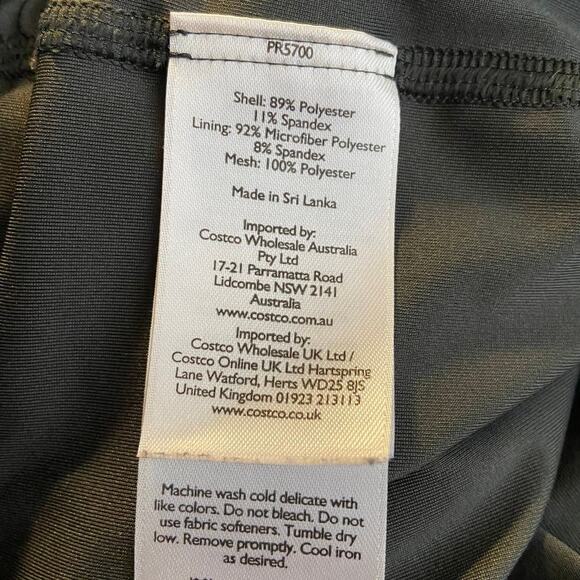 PR5700
Shell: 89% Polyester
11% Spandex
Lining: 92% Microfiber Polyester
8% Spandex
Mesh: 100% Polyester
Made in Sri Lanka
Imported by:
Costco Wholesale Australia
Pty Ltd
17-21 Parramatta Road
Lidcombe NSW 2141
Australia
www.costco.com.au
Imported by:
Costco Wholesale UK Ltd /
Costco Online UK Ltd Hartspring
Lane Watford, Herts WD25 8JS
United Kingdom 01923 213113
www.costco.co.uk
Machine wash cold delicate with
like colors. Do not bleach. Do not
use fabric softeners. Tumble dry
low. Remove promptly. Cool iron
as desired.